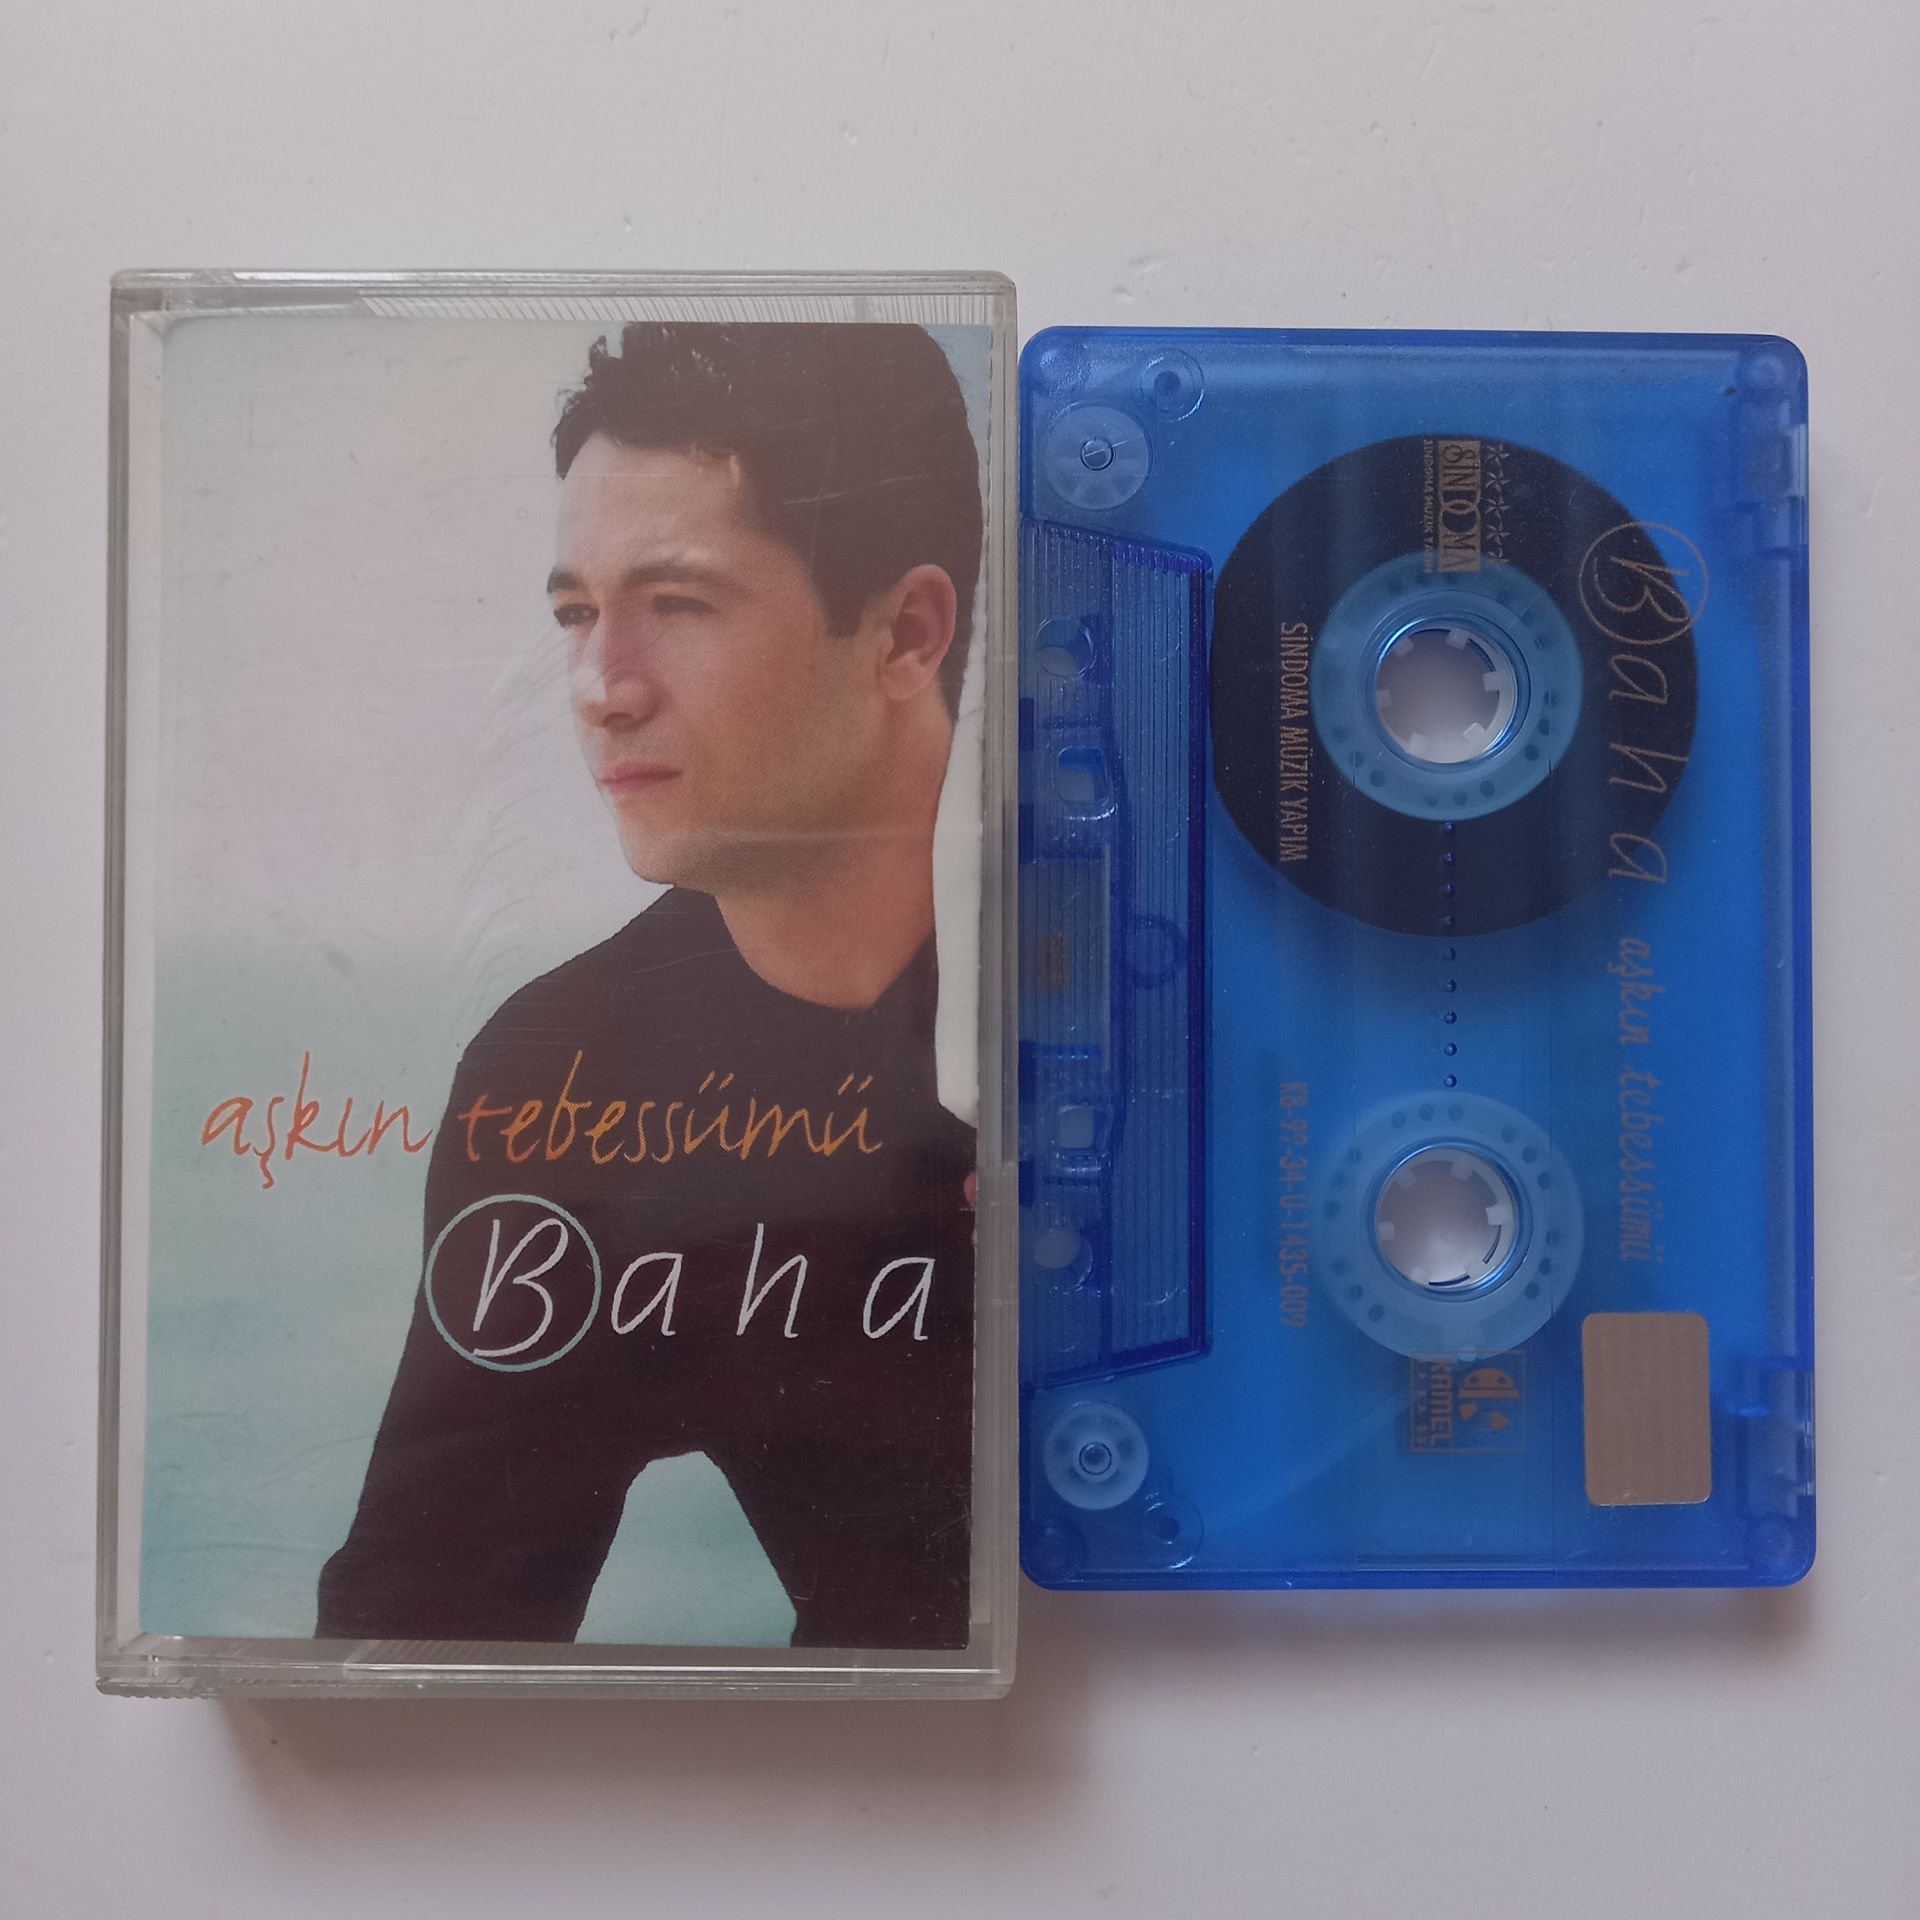 aşkın tebessümü
Baha
SİNDOMA
SİNDOMA MÜZİK YAPIM
Baha aşkın tebessümü
SİNDOMA MÜZİK YAPIM
KB-99-34-U-1435-009
KAMEL